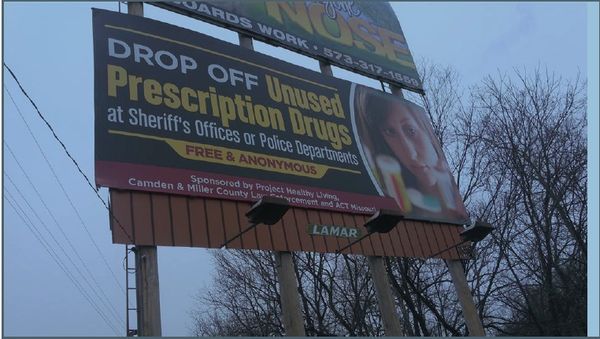 BOARDS WORK • 573-317-1659
NOSE
DROP OFF Unused
Prescription Drugs
at Sheriff's Offices or Police Departments
FREE & ANONYMOUS
Sponsored by Project Healthy Living,
Camden & Miller County Law Enforcement and ACT Missouri
LAMAR